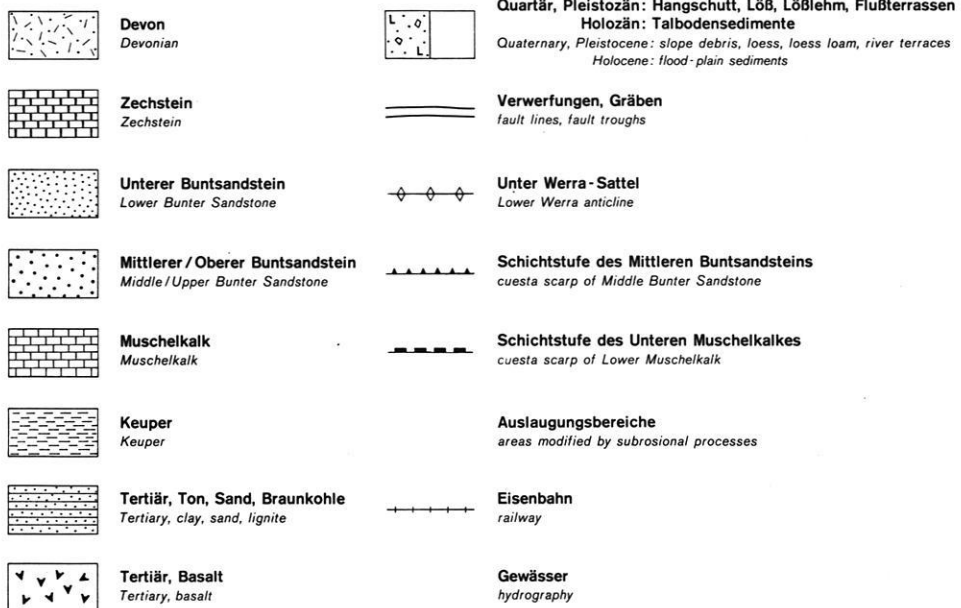 Devon
Devonian
Zechstein
Zechstein
Unterer Buntsandstein
Lower Bunter Sandstone
Mittlerer / Oberer Buntsandstein
Middle / Upper Bunter Sandstone
Muschelkalk
Muschelkalk
Keuper
Keuper
Tertiär, Ton, Sand, Braunkohle
Tertiary, clay, sand, lignite
Tertiär, Basalt
Tertiary, basalt
L
L
Quartär, Pleistozän: Hangschutt, Löß, Lößlehm, Flußterrassen
Holozän: Talbodensedimente
Quaternary, Pleistocene: slope debris, loess, loess loam, river terraces
Holocene: flood-plain sediments
Verwerfungen, Gräben
fault lines, fault troughs
Unter Werra-Sattel
Lower Werra anticline
Schichtstufe des Mittleren Buntsandsteins
cuesta scarp of Middle Bunter Sandstone
Schichtstufe des Unteren Muschelkalkes
cuesta scarp of Lower Muschelkalk
Auslaugungsbereiche
areas modified by subrosional processes
Eisenbahn
railway
Gewässer
hydrography